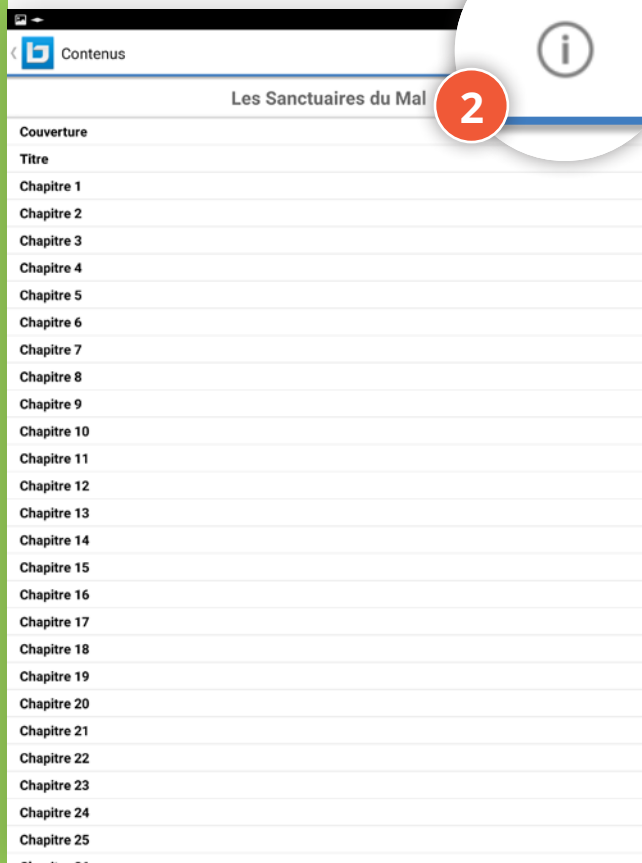 Contenus
i
Les Sanctuaires du Mal
2
Couverture
Titre
Chapitre 1
Chapitre 2
Chapitre 3
Chapitre 4
Chapitre 5
Chapitre 6
Chapitre 7
Chapitre 8
Chapitre 9
Chapitre 10
Chapitre 11
Chapitre 12
Chapitre 13
Chapitre 14
Chapitre 15
Chapitre 16
Chapitre 17
Chapitre 18
Chapitre 19
Chapitre 20
Chapitre 21
Chapitre 22
Chapitre 23
Chapitre 24
Chapitre 25